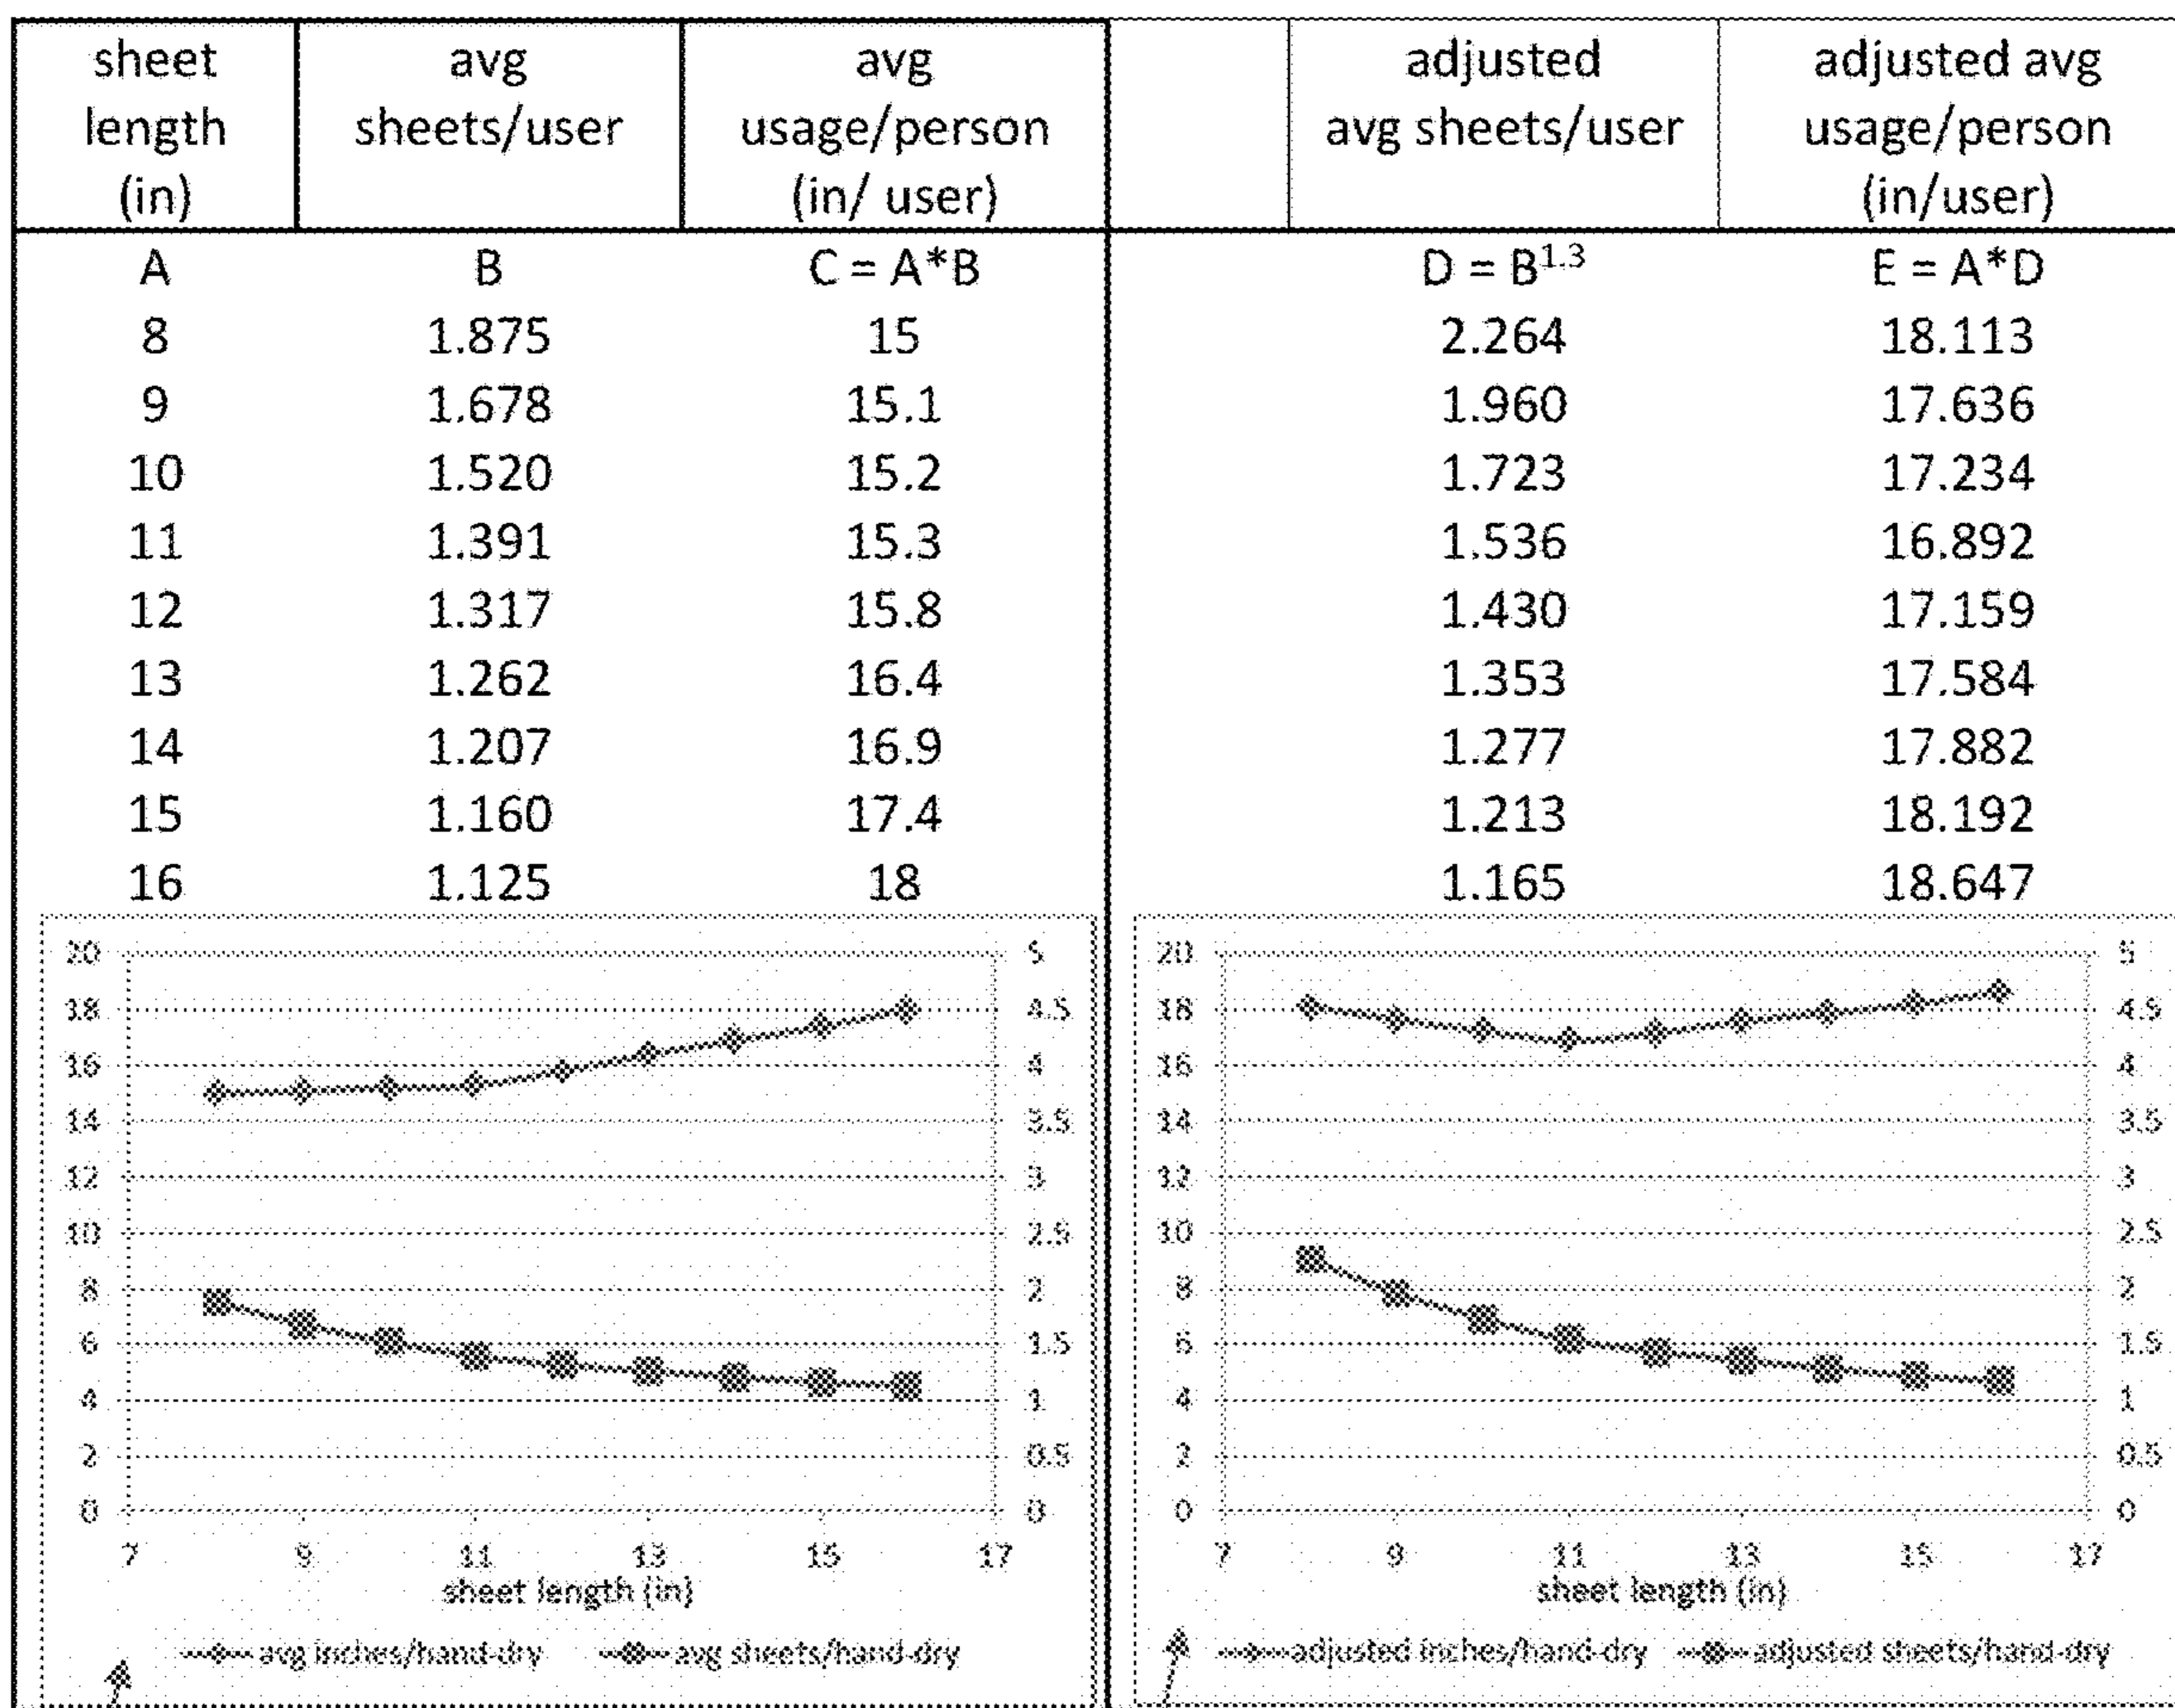 sheet length (in)	avg sheets/user	avg usage/person (in/ user)	adjusted avg sheets/user	adjusted avg usage/person (in/user)
A	B	C = A*B	D = B^1.3	E = A*D
8	1.875	15	2.264	18.113
9	1.678	15.1	1.960	17.636
10	1.520	15.2	1.723	17.234
11	1.391	15.3	1.536	16.892
12	1.317	15.8	1.430	17.159
13	1.262	16.4	1.353	17.584
14	1.207	16.9	1.277	17.882
15	1.160	17.4	1.213	18.192
16	1.125	18	1.165	18.647
20	5	20	5
18	4.5	18	4.5
16	4	16	4
14	3.5	14	3.5
12	3	12	3
10	2.5	10	2.5
8	2	8	2
6	1.5	6	1.5
4	1	4	1
2	0.5	2	0.5
0	0	0	0
7	9	11	13	15	17	7	9	11	13	15	17
sheet length (in)	sheet length (in)
avg inches/hand-dry	avg sheets/hand-dry	adjusted inches/hand-dry	adjusted sheets/hand-dry